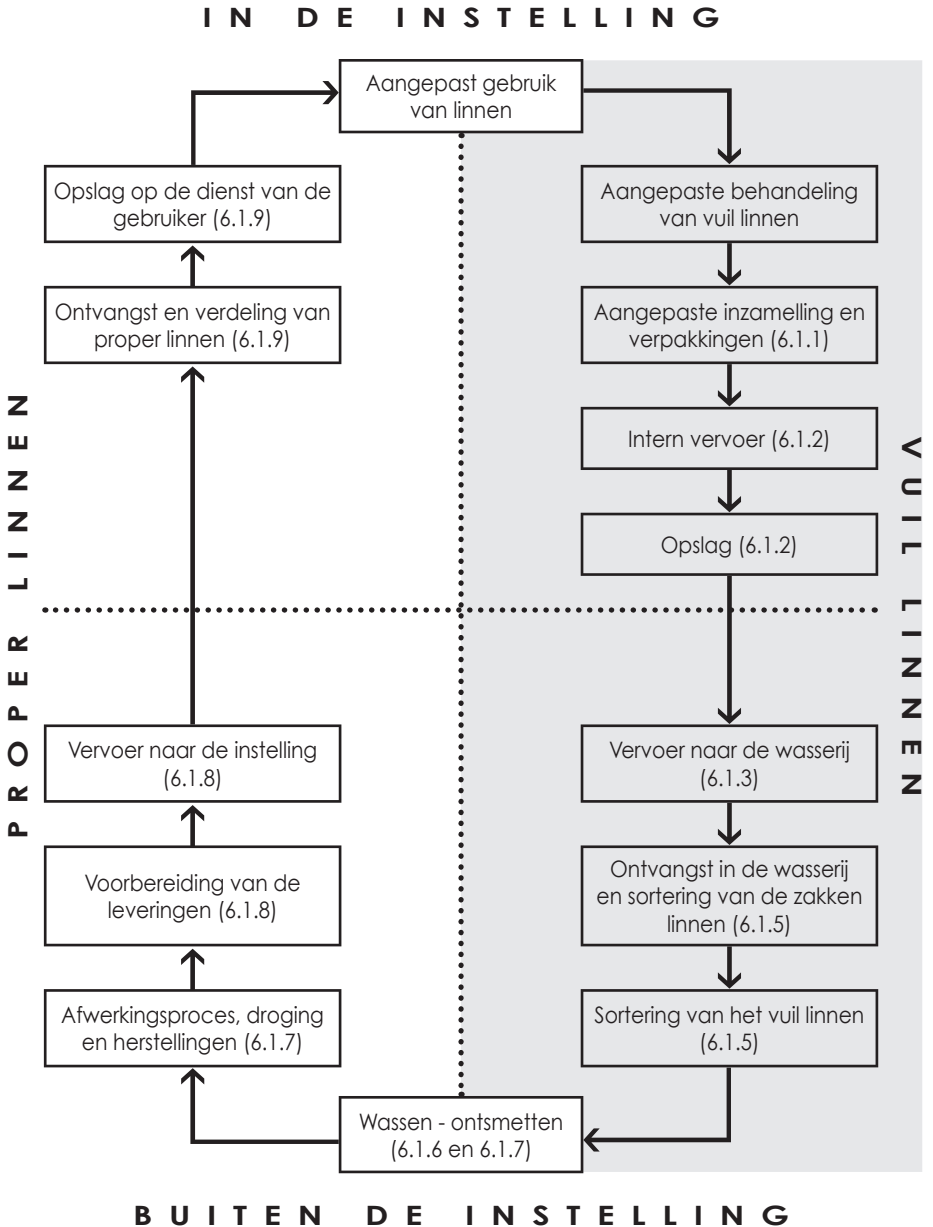 IN DE INSTELLING
Aangepast gebruik
van linnen
Opslag op de dienst van de
gebruiker (6.1.9)
Aangepaste behandeling
van vuil linnen
Ontvangst en verdeling van
proper linnen (6.1.9)
Aangepaste inzamelling en
verpakkingen (6.1.1)
Intern vervoer (6.1.2)
Opslag (6.1.2)
PROPER LINNEN
VUIL LINNEN
Vervoer naar de instelling
(6.1.8)
Vervoer naar de wasserij
(6.1.3)
Voorbereiding van de
leveringen (6.1.8)
Ontvangst in de wasserij
en sortering van de zakken
linnen (6.1.5)
Afwerkingsproces, droging
en herstellingen (6.1.7)
Sortering van het vuil linnen
(6.1.5)
Wassen - ontsmetten
(6.1.6 en 6.1.7)
BUITEN DE INSTELLING